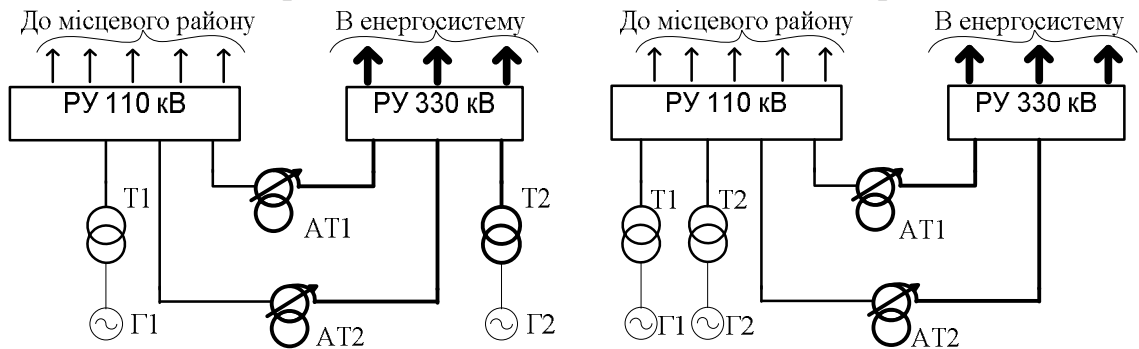 До місцевого району
В енергосистему
РУ 110 кВ
РУ 330 кВ
Т1
АТ1
Т2
Г1
АТ2
Г2
До місцевого району
В енергосистему
РУ 110 кВ
РУ 330 кВ
Т1
Т2
АТ1
Г1
Г2
АТ2